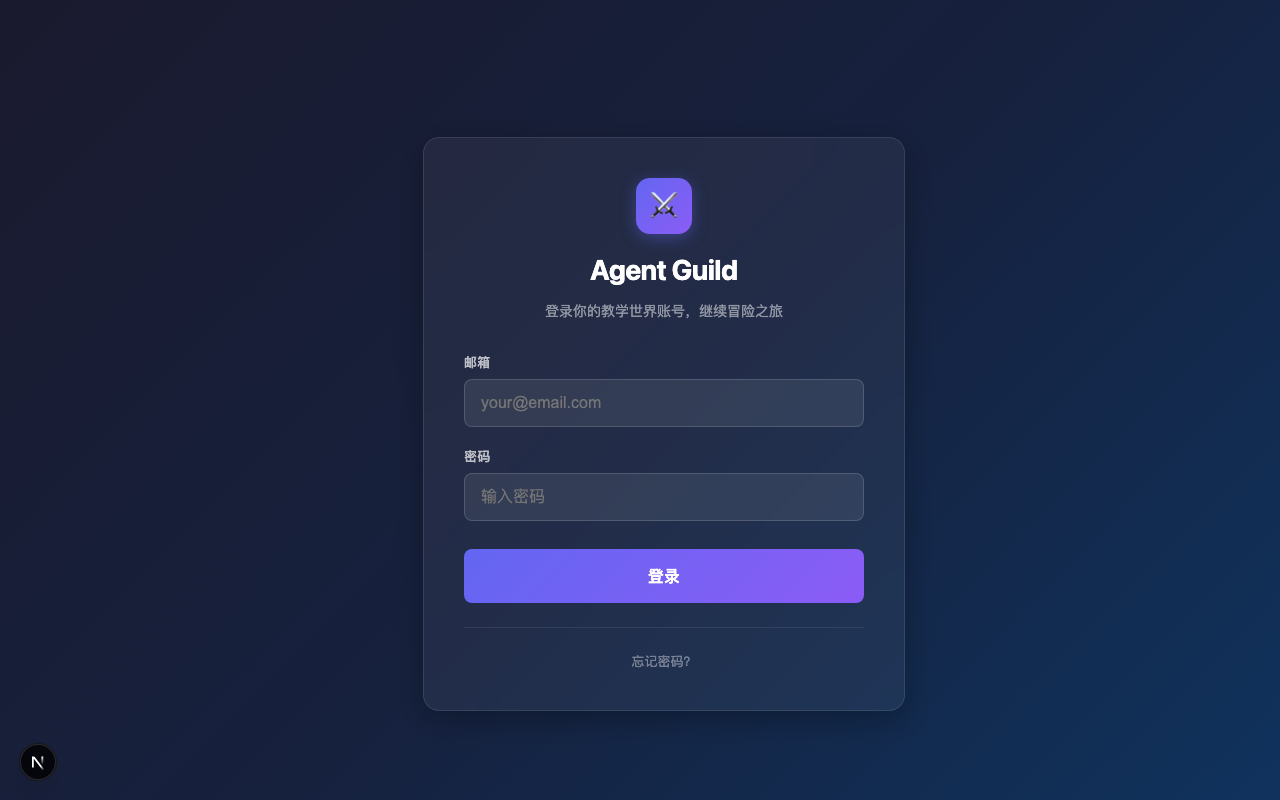 Agent Guild
登录你的教学世界账号，继续冒险之旅
邮箱
your@email.com
密码
输入密码
登录
忘记密码?
N